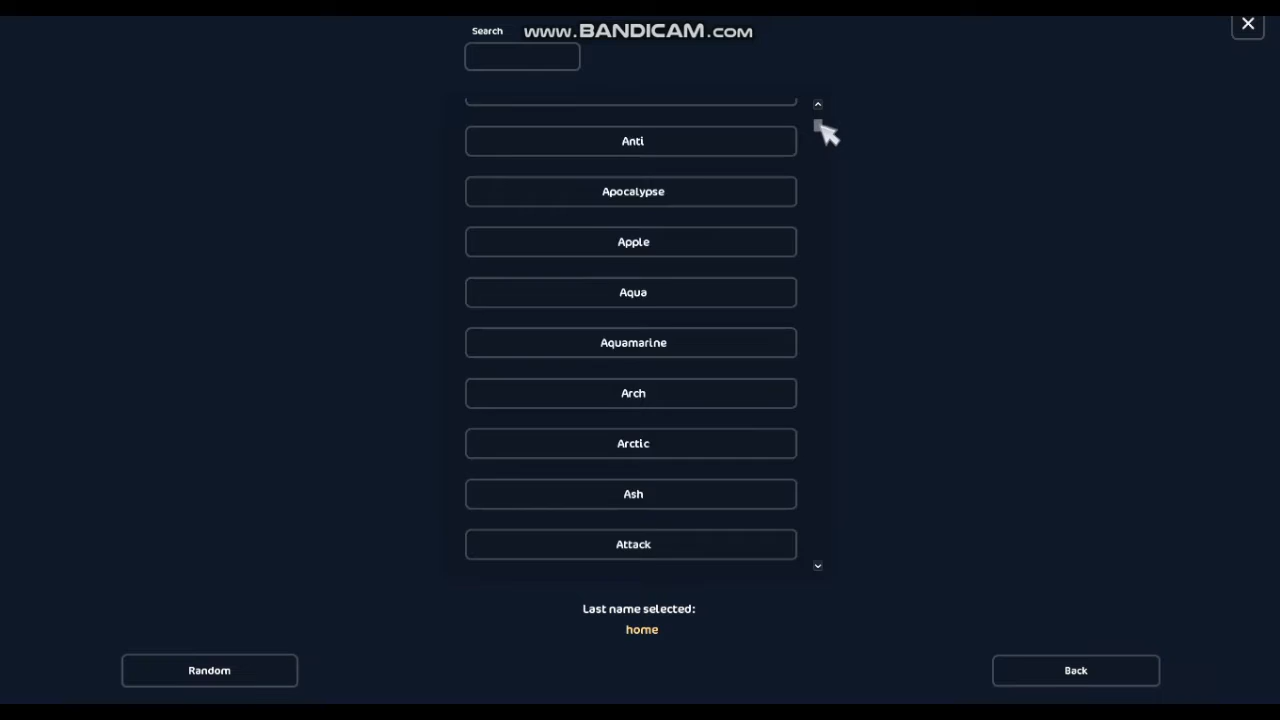 Search
www.BANDICAM.com
Anti
Apocalypse
Apple
Aqua
Aquamarine
Arch
Arctic
Ash
Attack
Last name selected:
home
Random
Back